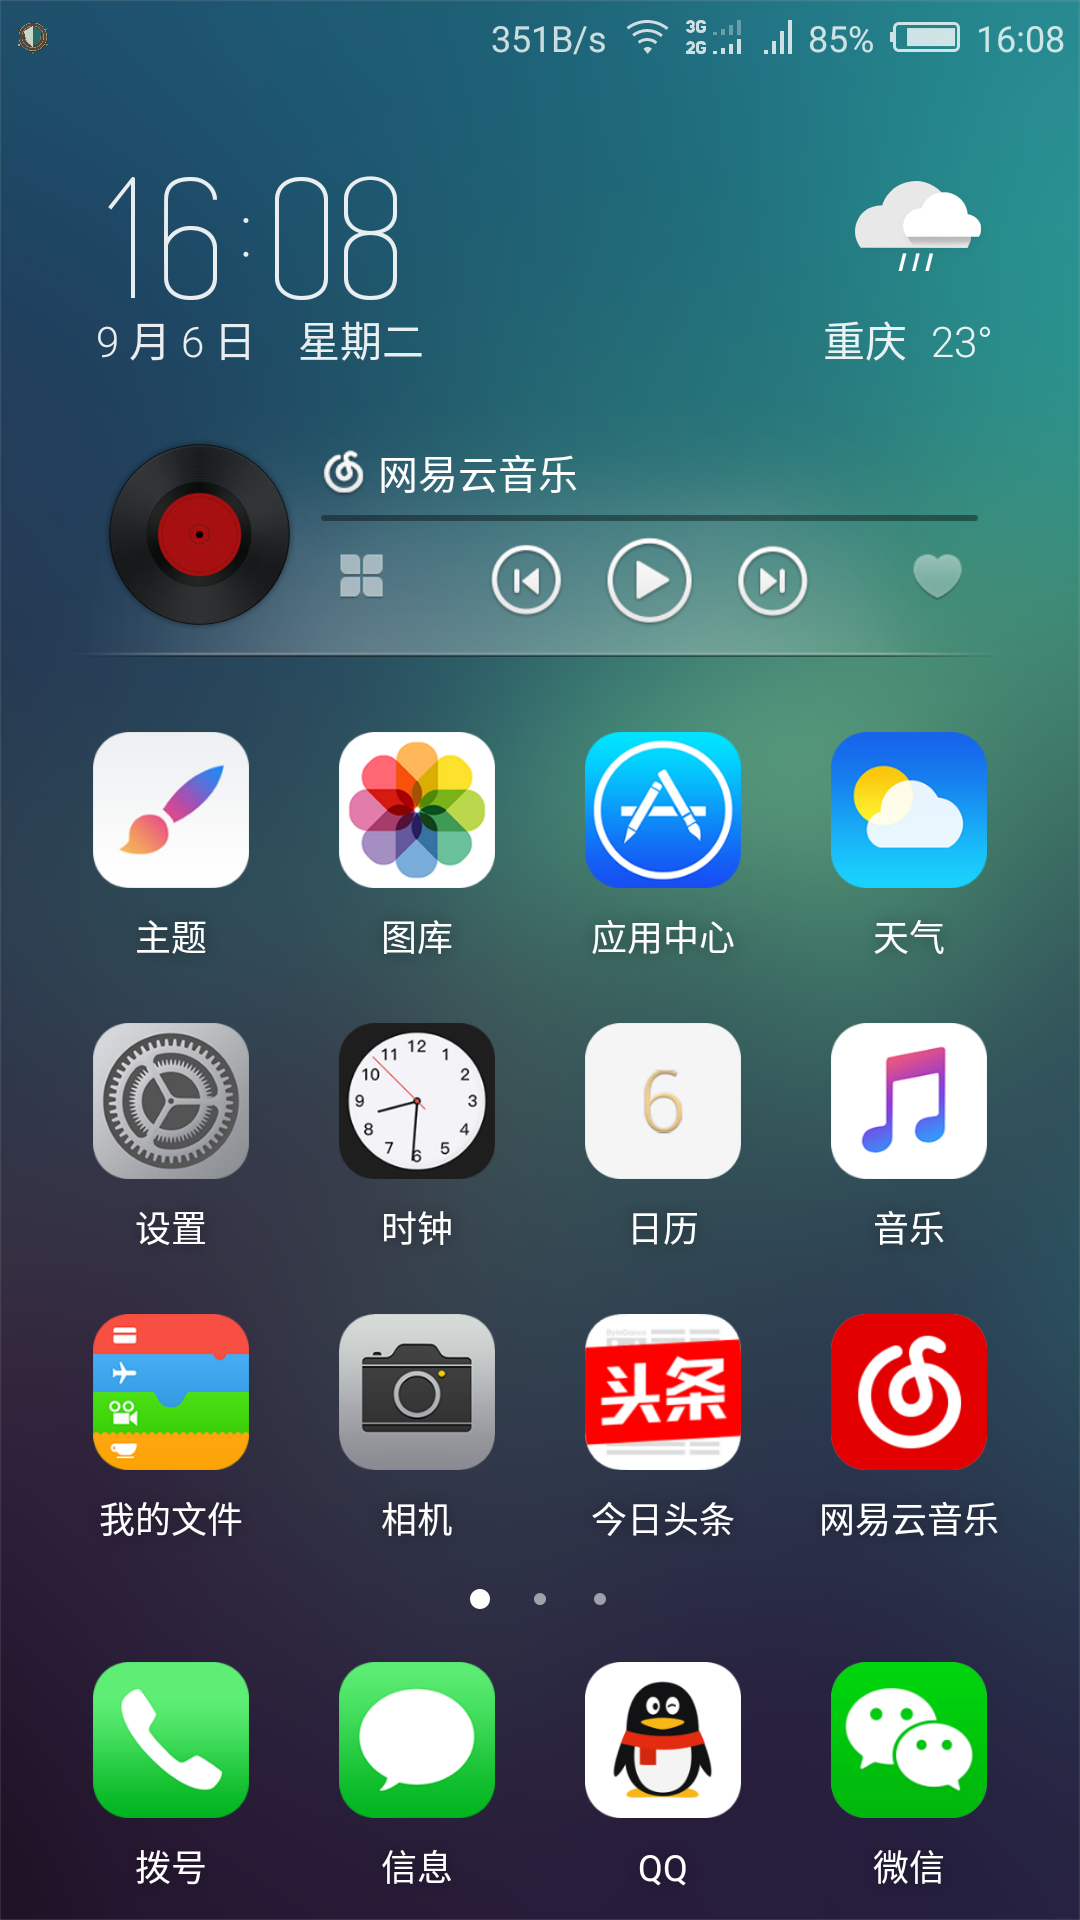 351B/s 3G 2G 85% 16:08
16:08
9月6日 星期二
重庆 23°
网易云音乐
主题 图库 应用中心 天气
12 1 2 3 4 5 6 7 8 9 10 11
6
设置 时钟 日历 音乐
ByteDance
头条
我的文件 相机 今日头条 网易云音乐
拨号 信息 QQ 微信